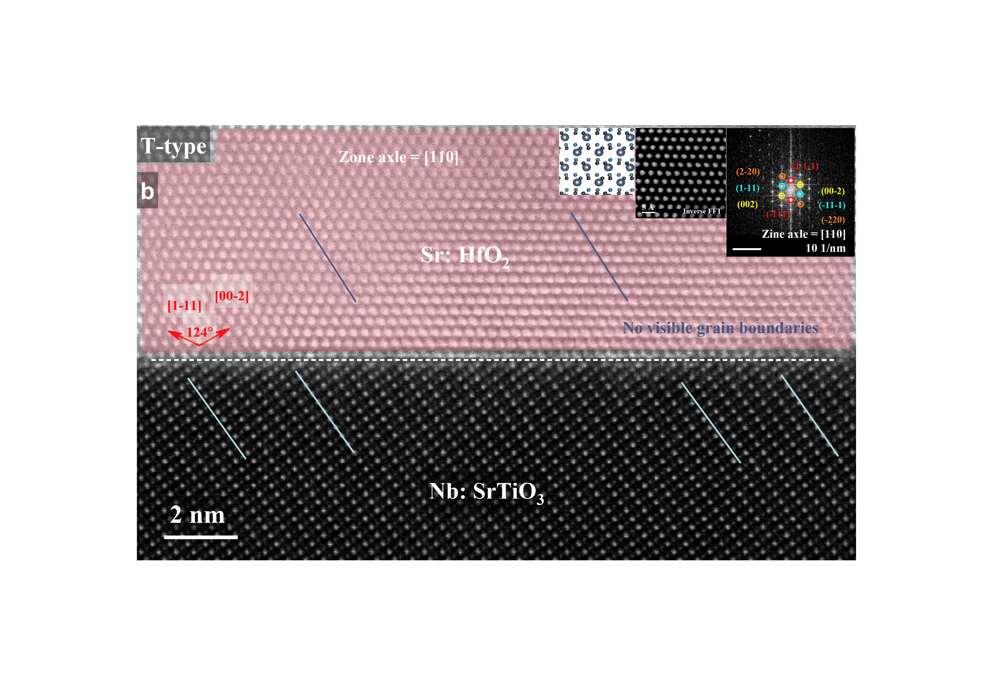 T-type
b
Zone axle = [110]
5 Å
Inverse FFT
(1-1-1)
(2-20)
(1-11)
(00-2)
(002)
(-11-1)
(-111)
(-220)
Zine axle = [110]
10 1/nm
Sr: HfO2
[00-2]
[1-11]
124°
No visible grain boundaries
Nb: SrTiO3
2 nm